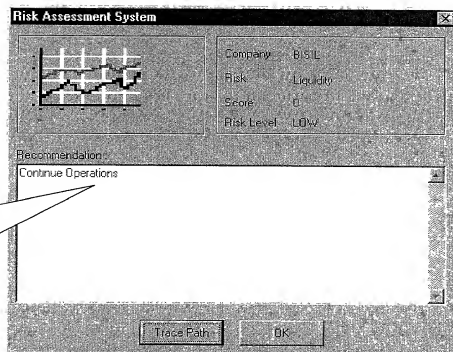 Risk Assessment System
Company B.S.L
Risk Liquidity
Score 0
Risk Level LOW
Recommendation
Continue Operations
Trace Path
OK